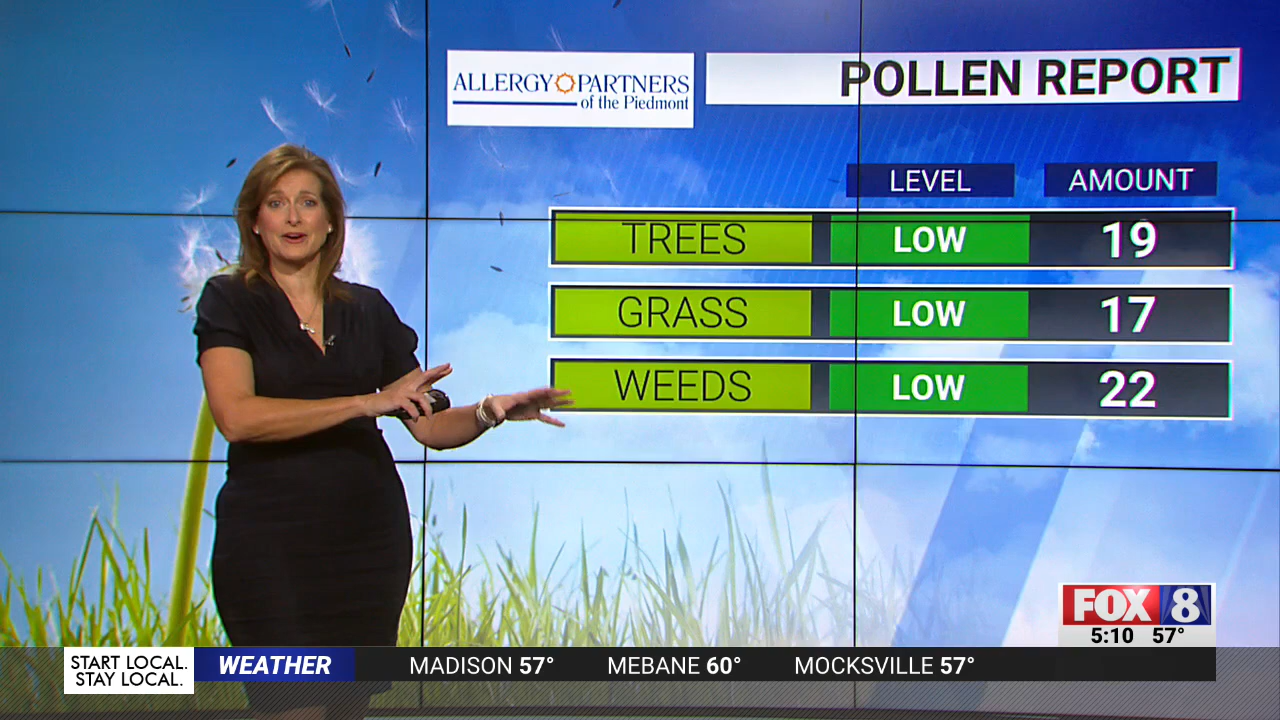 ALLERGY PARTNERS
of the Piedmont
POLLEN REPORT
LEVEL AMOUNT
TREES LOW 19
GRASS LOW 17
WEEDS LOW 22
FOX 8
5:10 57°
START LOCAL.
STAY LOCAL.
WEATHER MADISON 57° MEBANE 60° MOCKSVILLE 57°